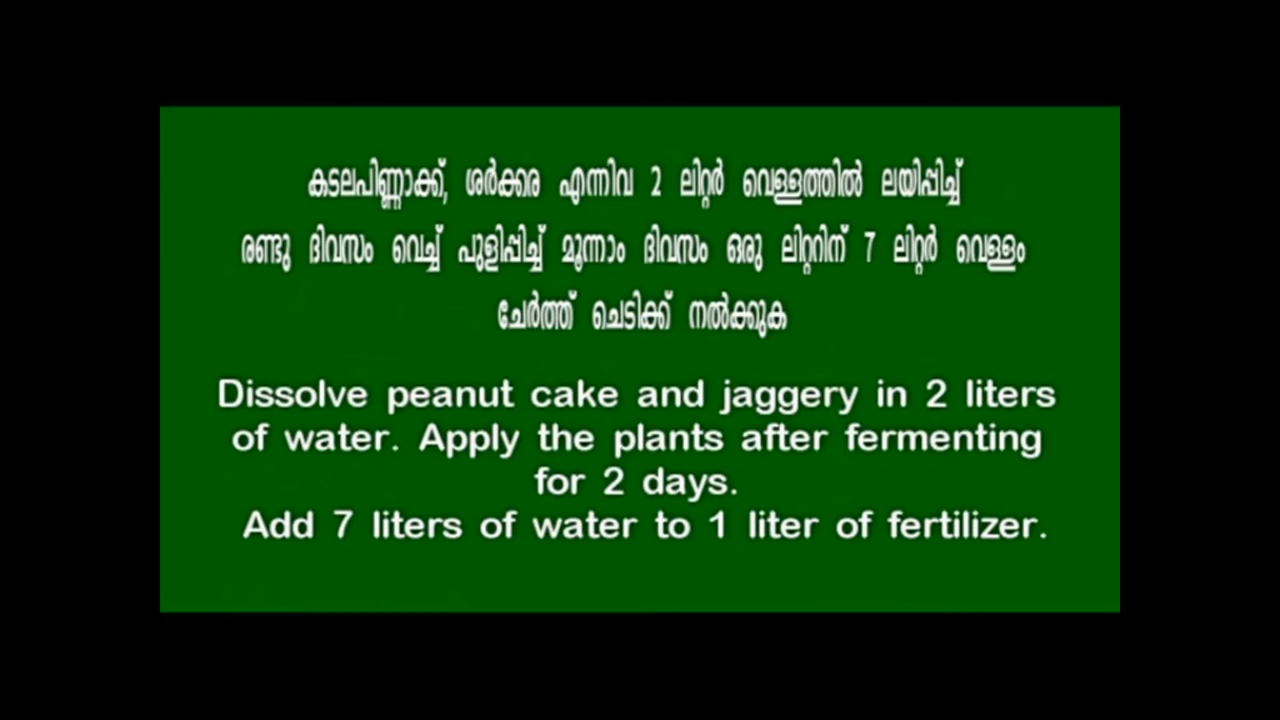 കടലപിണ്ണാക്ക്, ശർക്കര എന്നിവ 2 ലിറ്റർ വെള്ളത്തിൽ ലയിപ്പിച്ച്
രണ്ടു ദിവസം വെച്ച് പുളിപ്പിച്ച് മൂന്നാം ദിവസം ഒരു ലിറ്ററിന് 7 ലിറ്റർ വെള്ളം
ചേർത്ത് ചെടിക്ക് നൽക്കുക
Dissolve peanut cake and jaggery in 2 liters
of water. Apply the plants after fermenting
for 2 days.
Add 7 liters of water to 1 liter of fertilizer.